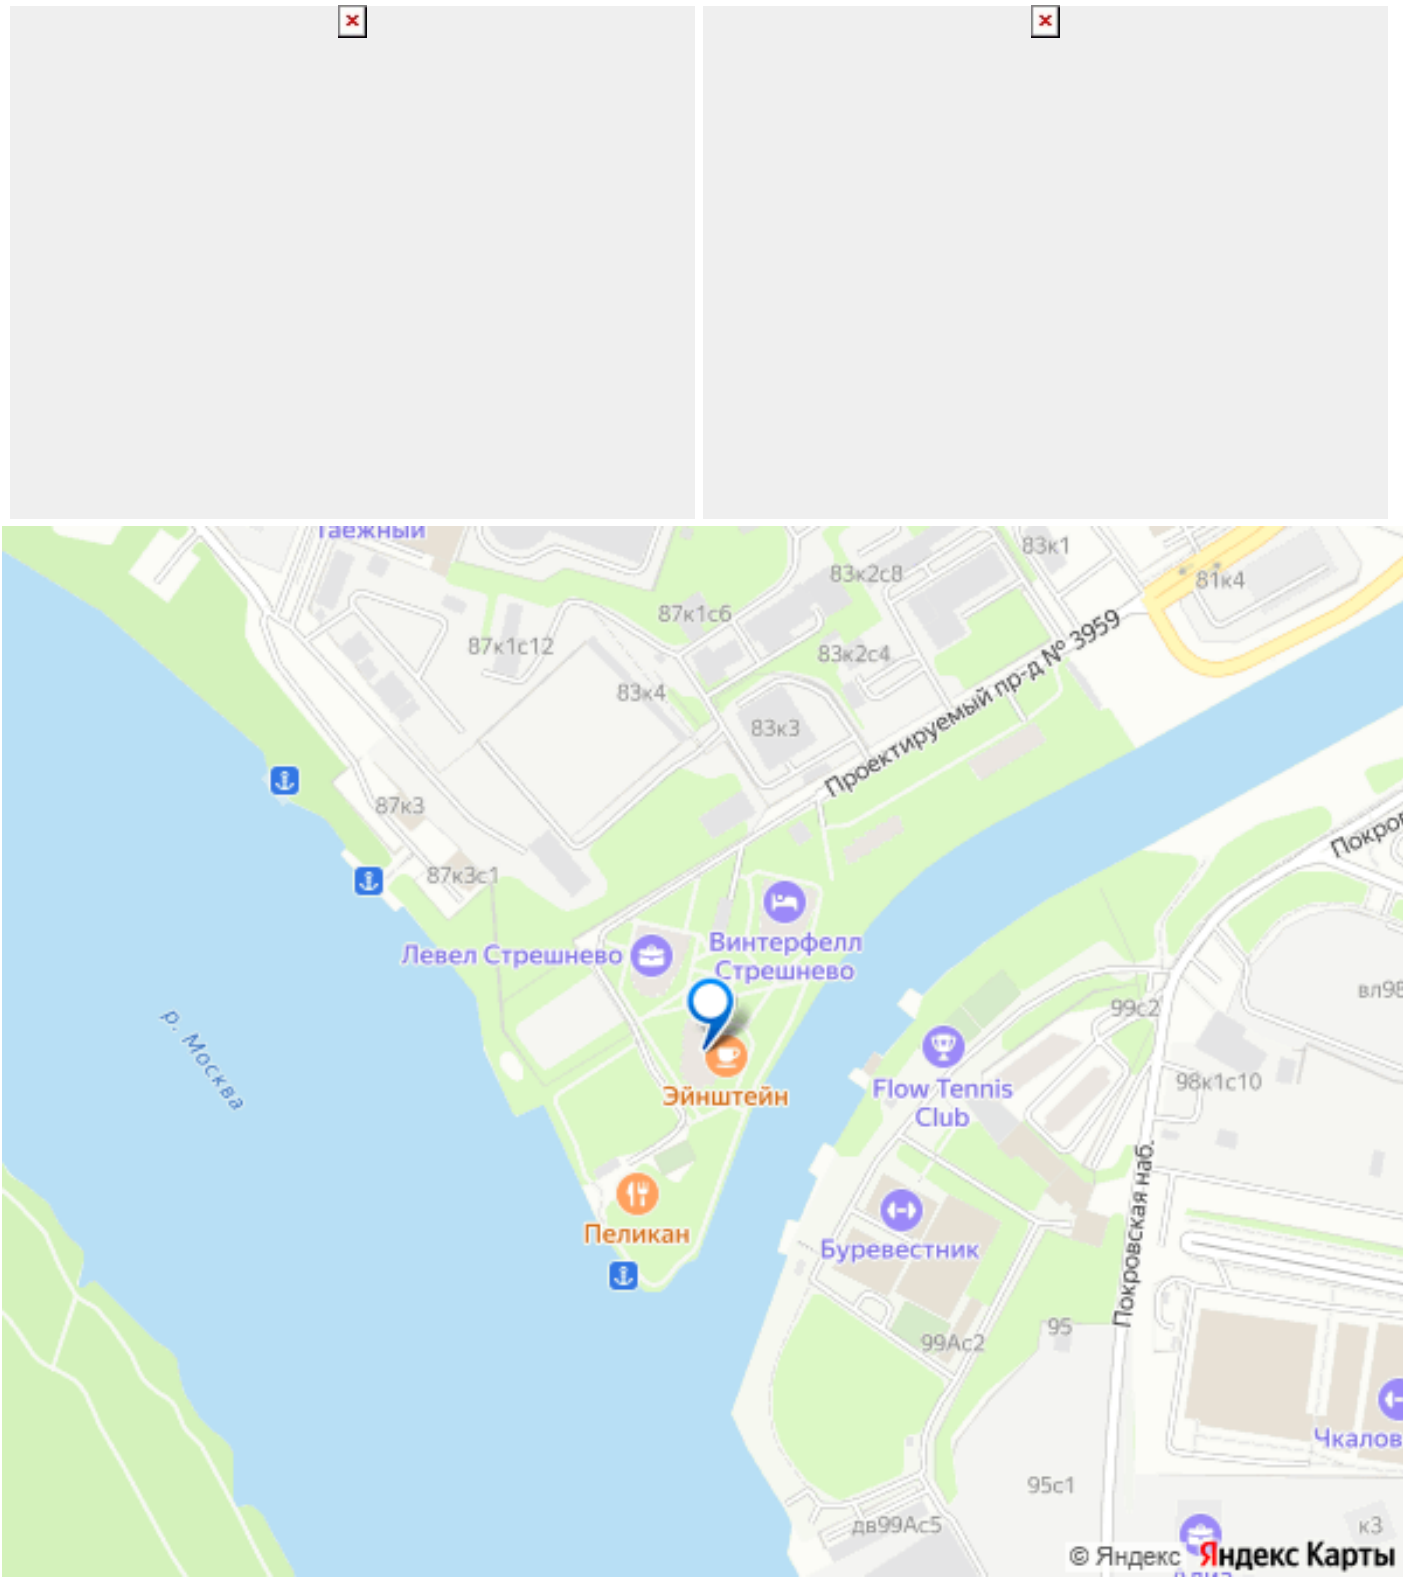 Таёжный
83к1
83к2с8
81к4
87к1с6
Проектируемый пр-д № 3959
87к1с12
83к2с4
83к4
83к3
87к3
87к3с1
Левел Стрешнево
Винтерфелл
Стрешнево
вл98
99с2
р. Москва
Эйнштейн
Flow Tennis
Club
98к1с10
Пеликан
Буревестник
Покровская наб.
95
99Ас2
Чкалов
95с1
дв99Ас5
к3
© Яндекс Яндекс Карты